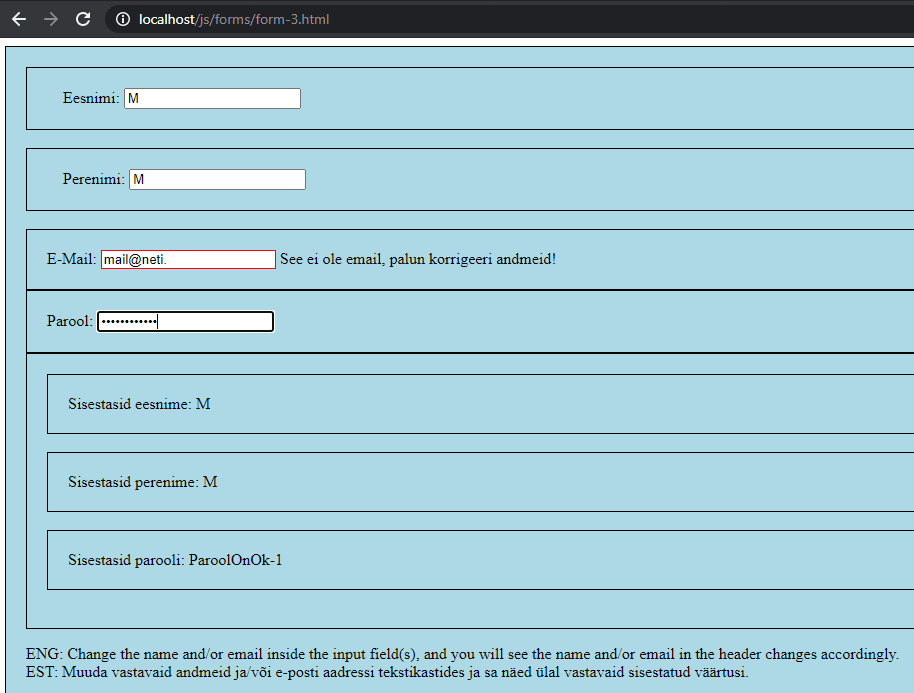 localhost/js/forms/form-3.html
Eesnimi: M
Perenimi: M
E-Mail: mail@neti. See ei ole email, palun korrigeeri andmeid!
Parool: ••••••••••••
Sisestasid eesnime: M
Sisestasid perenime: M
Sisestasid parooli: ParoolOnOk-1
ENG: Change the name and/or email inside the input field(s), and you will see the name and/or email in the header changes accordingly.
EST: Muuda vastavaid andmeid ja/või e-posti aadressi tekstikastides ja sa näed ülal vastavaid sisestatud väärtusi.